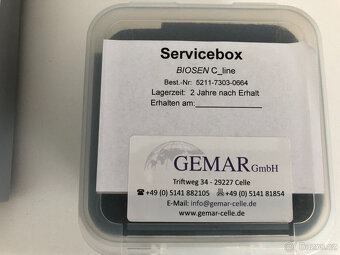 Servicebox
BIOSEN C_line
Best.-Nr: 5211-7303-0664
Lagerzeit: 2 Jahre nach Erhalt
Erhalten am:
GEMAR GmbH
Triftweg 34 - 29227 Celle
+49 (0) 5141 882105 +49 (0) 5141 81854
E-Mail: info@gemar-celle.de
www.gemar-celle.de
Bazoš.cz